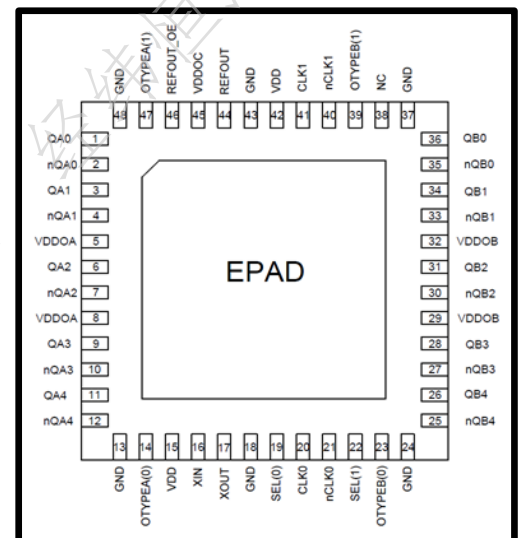 GND OTYPEA(1) REFOUT_OE VDDOC REFOUT GND VDD CLK1 nCLK1 OTYPEB(1) NC GND
48 47 46 45 44 43 42 41 40 39 38 37
QA0 1 36 QB0
nQA0 2 35 nQB0
QA1 3 34 QB1
nQA1 4 33 nQB1
VDDOA 5 32 VDDOB
QA2 6 31 QB2
EPAD
nQA2 7 30 nQB2
VDDOA 8 29 VDDOB
QA3 9 28 QB3
nQA3 10 27 nQB3
QA4 11 26 QB4
nQA4 12 25 nQB4
13 14 15 16 17 18 19 20 21 22 23 24
GND OTYPEA(0) VDD XIN XOUT GND SEL(0) CLK0 nCLK0 SEL(1) OTYPEB(0) GND
经纬恒